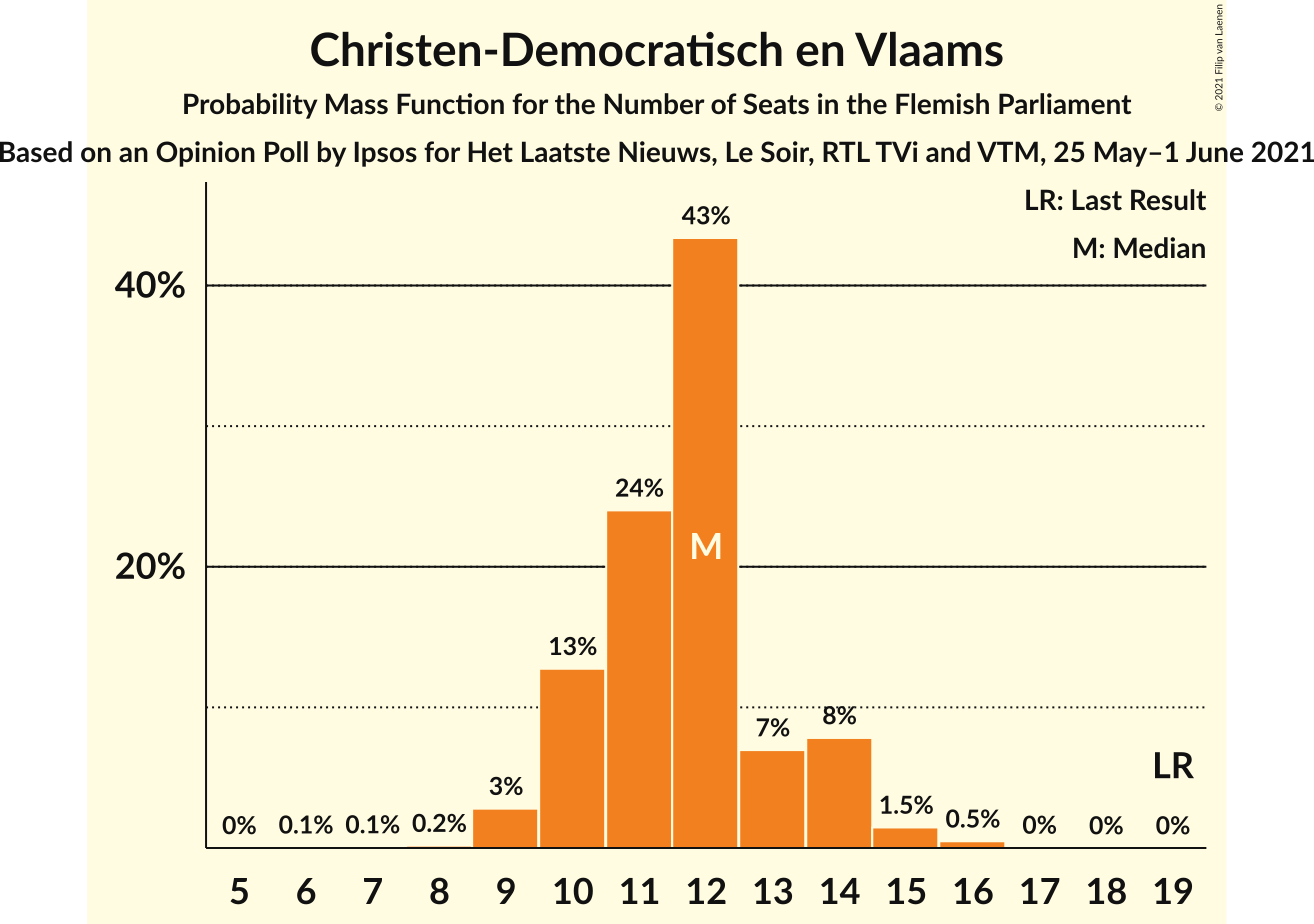 Christen-Democratisch en Vlaams
Probability Mass Function for the Number of Seats in the Flemish Parliament
Based on an Opinion Poll by Ipsos for Het Laatste Nieuws, Le Soir, RTL TVi and VTM, 25 May–1 June 2021
© 2021 Filip van Laenen
LR: Last Result
M: Median
43%
40%
24%
M
20%
13%
8%
7%
LR
3%
0% 0.1% 0.1% 0.2% 1.5% 0.5% 0% 0% 0%
5 6 7 8 9 10 11 12 13 14 15 16 17 18 19